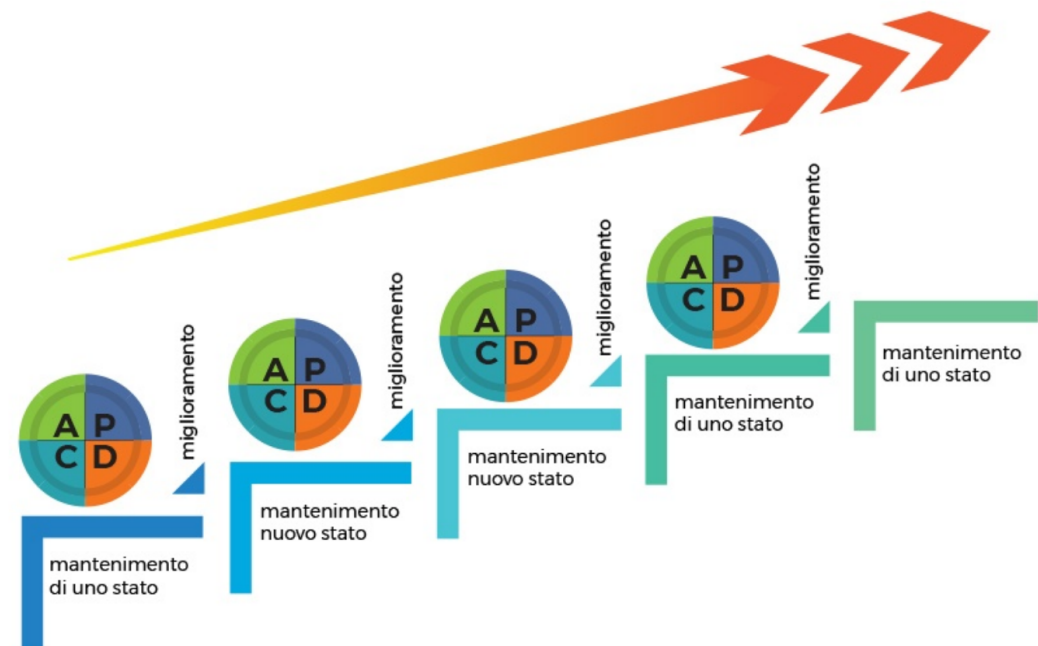 A P
C D
miglioramento
mantenimento
di uno stato
A P
C D
miglioramento
mantenimento
nuovo stato
A P
C D
miglioramento
mantenimento
nuovo stato
A P
C D
miglioramento
mantenimento
di uno stato
mantenimento
di uno stato